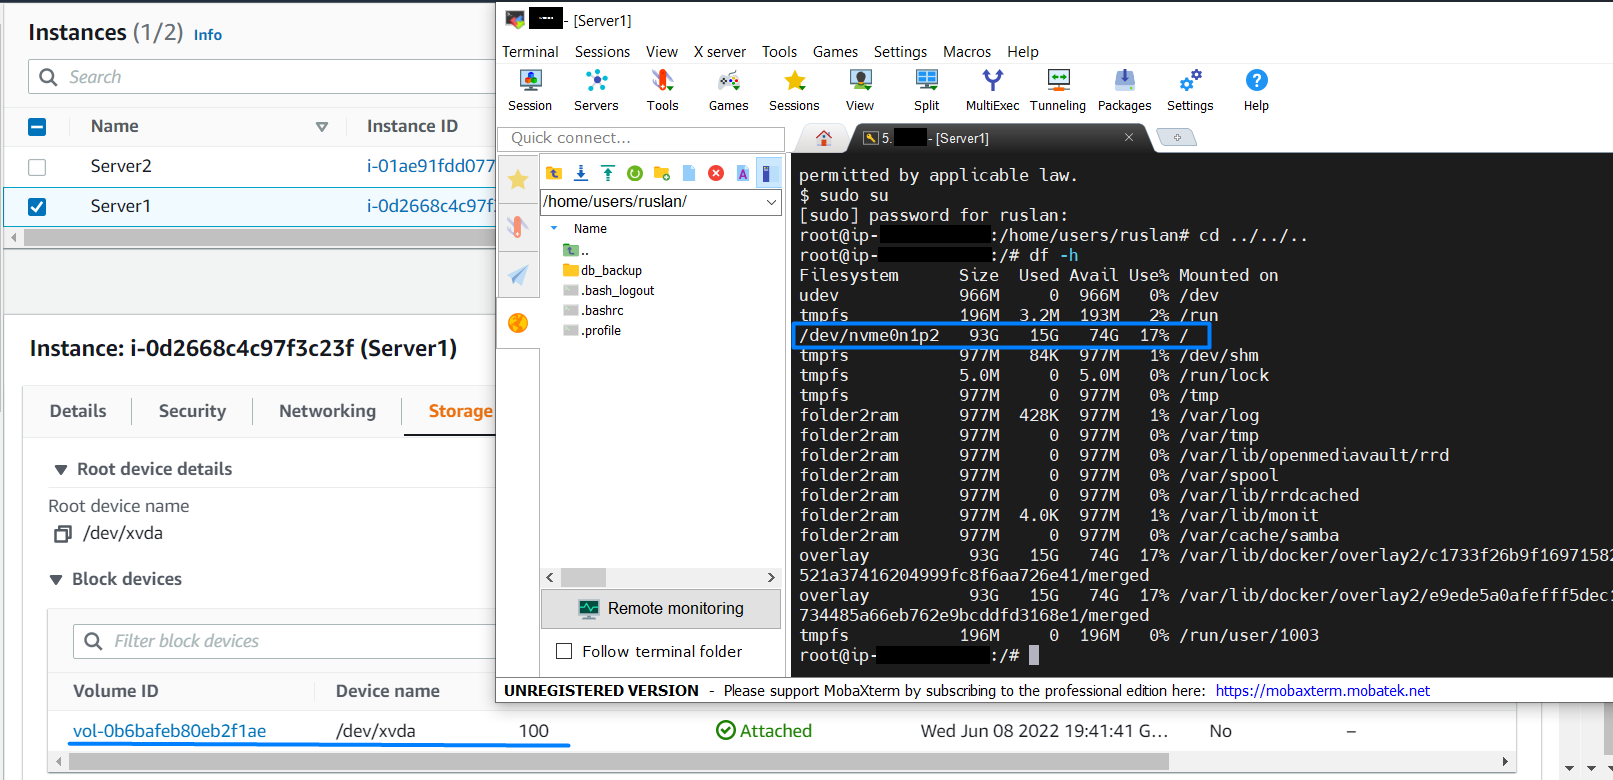 Instances (1/2) Info
Search
Name Instance ID
Server2 i-01ae91fdd077
Server1 i-0d2668c4c97f
Instance: i-0d2668c4c97f3c23f (Server1)
Details Security Networking Storage
Root device details
Root device name
/dev/xvda
Block devices
Filter block devices
Volume ID Device name
vol-0b6bafeb80eb2f1ae /dev/xvda 100 Attached Wed Jun 08 2022 19:41:41 G... No –
- [Server1]
Terminal Sessions View X server Tools Games Settings Macros Help
Session Servers Tools Games Sessions View Split MultiExec Tunneling Packages Settings Help
Quick connect...
5. - [Server1]
/home/users/ruslan/
Name
..
db_backup
.bash_logout
.bashrc
.profile
Remote monitoring
Follow terminal folder
permitted by applicable law.
$ sudo su
[sudo] password for ruslan:
root@ip- :/home/users/ruslan# cd ../../..
root@ip- :/# df -h
Filesystem Size Used Avail Use% Mounted on
udev 966M 0 966M 0% /dev
tmpfs 196M 3.2M 193M 2% /run
/dev/nvme0n1p2 93G 15G 74G 17% /
tmpfs 977M 84K 977M 1% /dev/shm
tmpfs 5.0M 0 5.0M 0% /run/lock
tmpfs 977M 0 977M 0% /tmp
folder2ram 977M 428K 977M 1% /var/log
folder2ram 977M 0 977M 0% /var/tmp
folder2ram 977M 0 977M 0% /var/lib/openmediavault/rrd
folder2ram 977M 0 977M 0% /var/spool
folder2ram 977M 0 977M 0% /var/lib/rrdcached
folder2ram 977M 4.0K 977M 1% /var/lib/monit
folder2ram 977M 0 977M 0% /var/cache/samba
overlay 93G 15G 74G 17% /var/lib/docker/overlay2/c1733f26b9f16971582
521a37416204999fc8f6aa726e41/merged
overlay 93G 15G 74G 17% /var/lib/docker/overlay2/e9ede5a0afefff5dec1
734485a66eb762e9bcddfd3168e1/merged
tmpfs 196M 0 196M 0% /run/user/1003
root@ip- :/#
UNREGISTERED VERSION - Please support MobaXterm by subscribing to the professional edition here: https://mobaxterm.mobatek.net